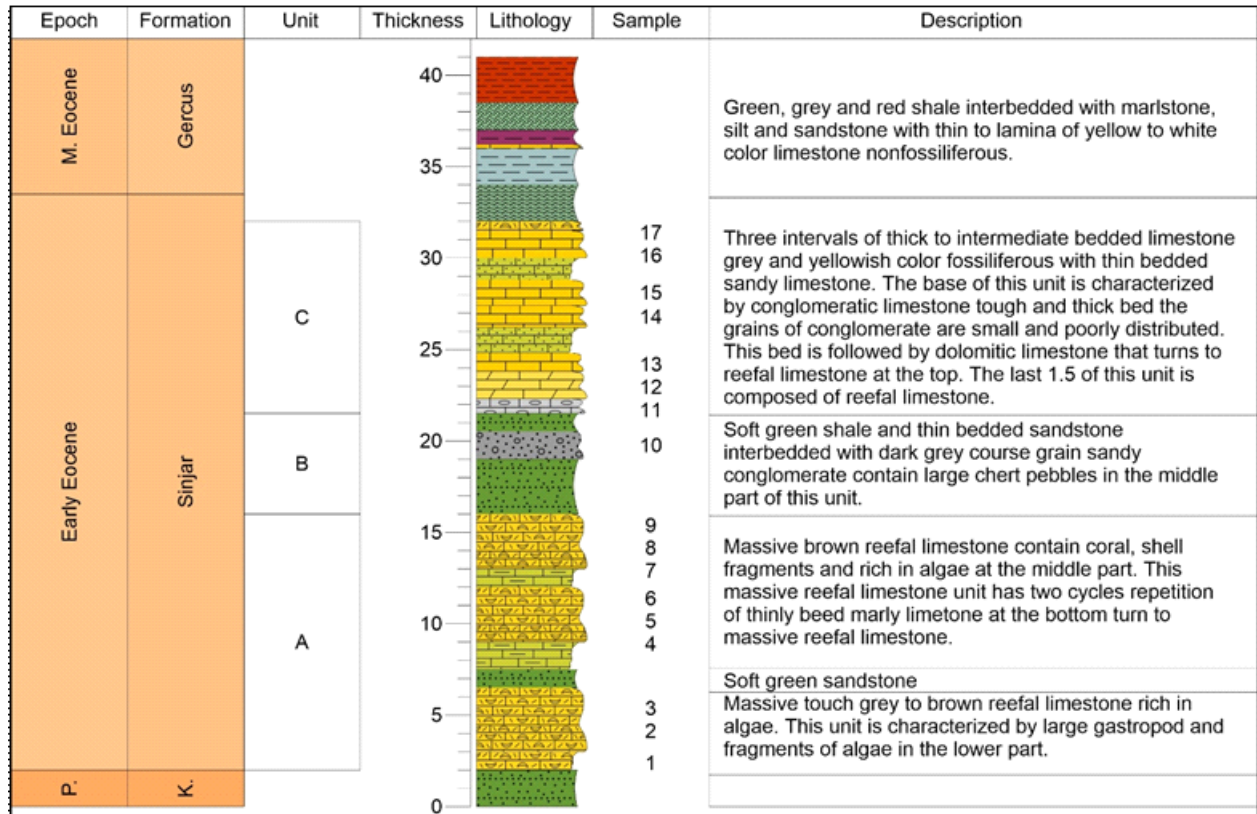 Epoch Formation Unit Thickness Lithology Sample Description
M. Eocene
Gercus
Early Eocene
Sinjar
P.
K.
C
B
A
40
35
30
25
20
15
10
5
0
17
16
15
14
13
12
11
10
9
8
7
6
5
4
3
2
1
Green, grey and red shale interbedded with marlstone,
silt and sandstone with thin to lamina of yellow to white
color limestone nonfossiliferous.
Three intervals of thick to intermediate bedded limestone
grey and yellowish color fossiliferous with thin bedded
sandy limestone. The base of this unit is characterized
by conglomeratic limestone tough and thick bed the
grains of conglomerate are small and poorly distributed.
This bed is followed by dolomitic limestone that turns to
reefal limestone at the top. The last 1.5 of this unit is
composed of reefal limestone.
Soft green shale and thin bedded sandstone
interbedded with dark grey course grain sandy
conglomerate contain large chert pebbles in the middle
part of this unit.
Massive brown reefal limestone contain coral, shell
fragments and rich in algae at the middle part. This
massive reefal limestone unit has two cycles repetition
of thinly beed marly limetone at the bottom turn to
massive reefal limestone.
Soft green sandstone
Massive touch grey to brown reefal limestone rich in
algae. This unit is characterized by large gastropod and
fragments of algae in the lower part.